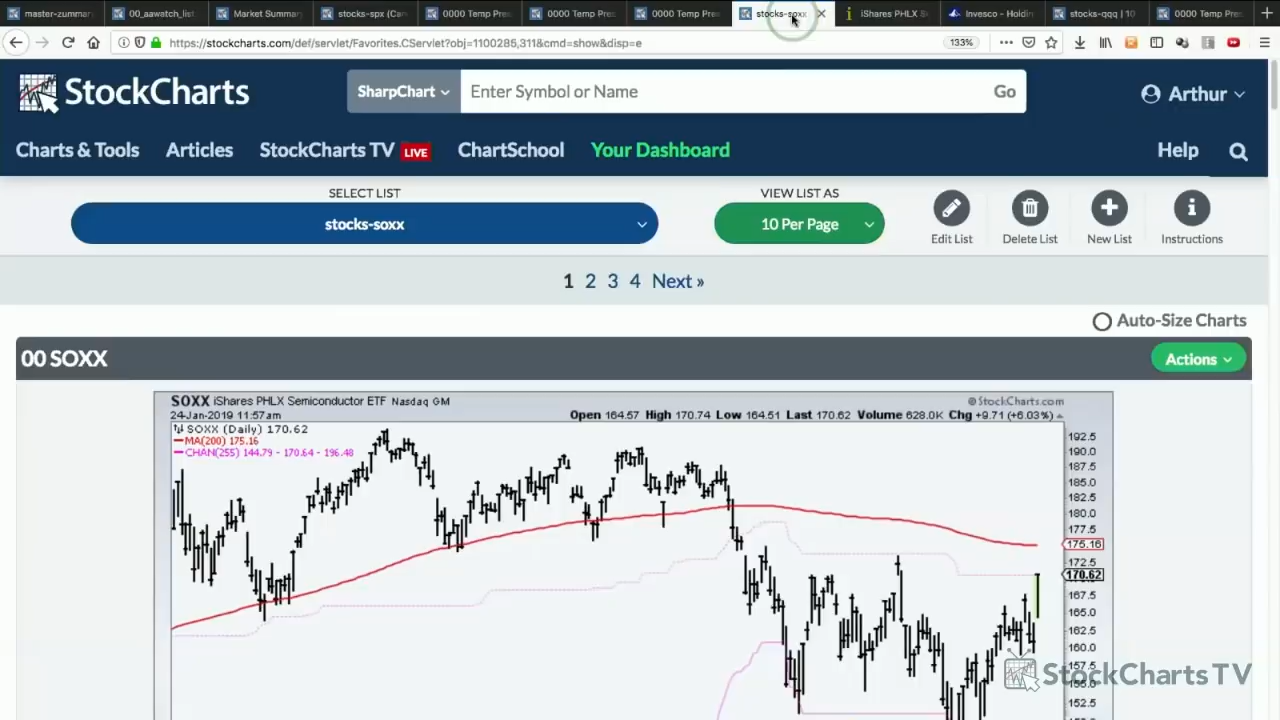 master-zummar
00_aawatch_list
Market Summar
stocks-spx (Can
0000 Temp Pres
0000 Temp Pres
0000 Temp Pres
stocks-soxx
iShares PHLX S
Invesco - Holdin
stocks-qqq | 10
0000 Temp Pres
https://stockcharts.com/def/servlet/Favorites.CServlet?obj=1100285,311&cmd=show&disp=e
133%
StockCharts
SharpChart
Enter Symbol or Name
Go
Arthur
Charts & Tools
Articles
StockCharts TV LIVE
ChartSchool
Your Dashboard
Help
SELECT LIST
stocks-soxx
VIEW LIST AS
10 Per Page
Edit List
Delete List
New List
Instructions
1 2 3 4 Next »
Auto-Size Charts
00 SOXX
Actions
SOXX iShares PHLX Semiconductor ETF Nasdaq GM
@StockCharts.com
24-Jan-2019 11:57am
Open 164.57 High 170.74 Low 164.51 Last 170.62 Volume 628.0K Chg +9.71 (+6.03%)
SOXX (Daily) 170.62
MA(200) 175.16
CHAN(255) 144.79 - 170.64 - 196.48
192.5
190.0
187.5
185.0
182.5
180.0
177.5
175.16
172.5
170.62
167.5
165.0
162.5
160.0
157.5
155.0
152.5
StockChartsTV